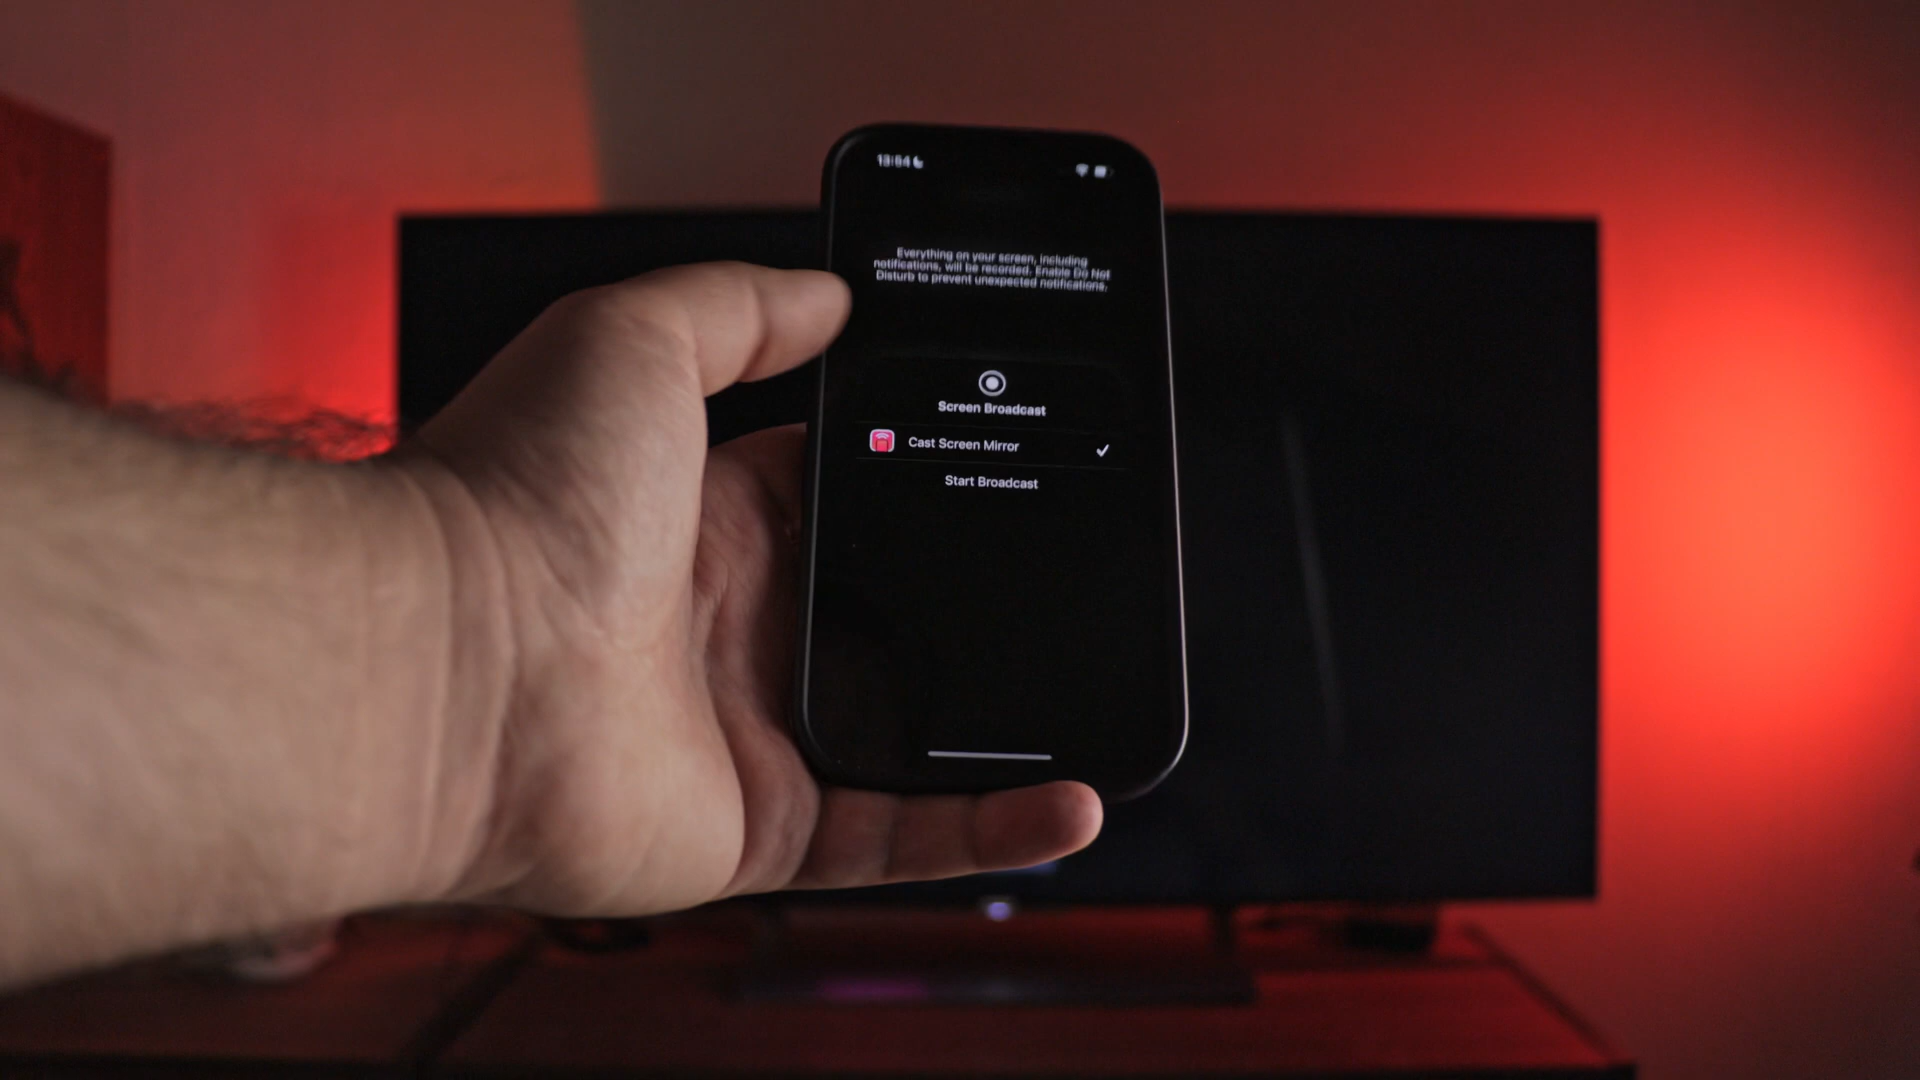 13:54
Everything on your screen, including
notifications, will be recorded. Enable Do Not
Disturb to prevent unexpected notifications.
Screen Broadcast
Cast Screen Mirror
Start Broadcast